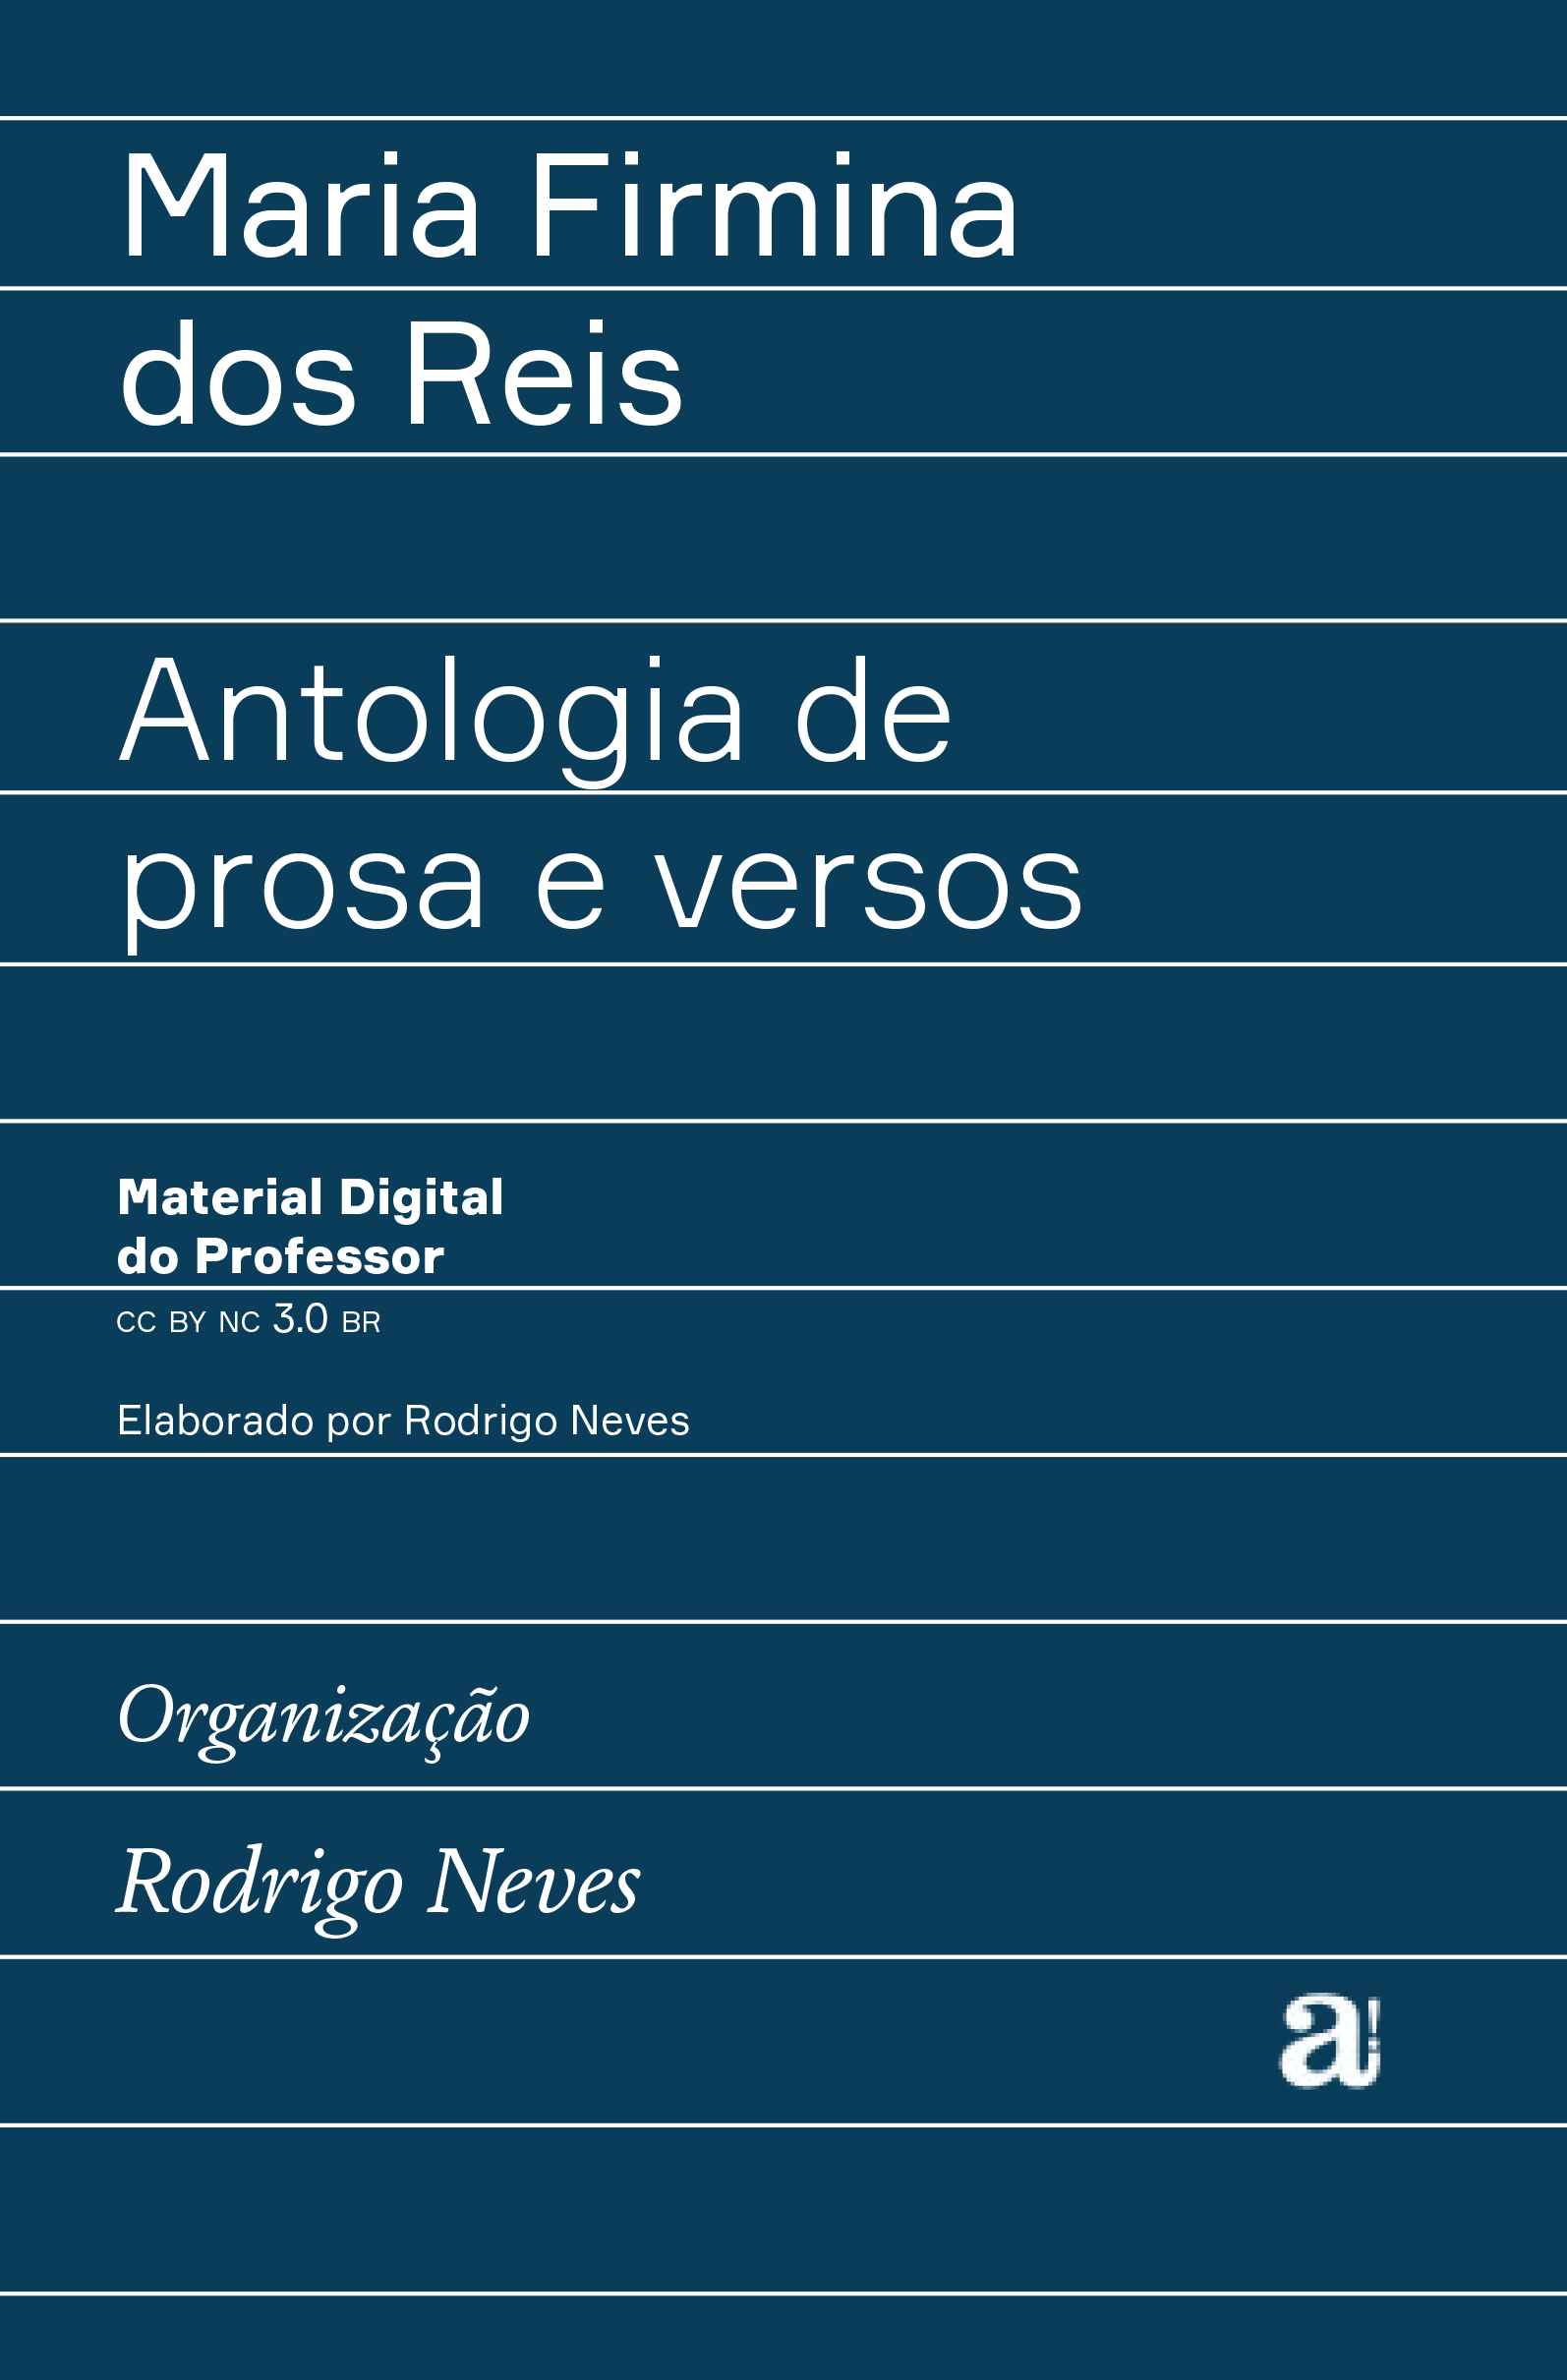 Maria Firmina
dos Reis
Antologia de
prosa e versos
Material Digital
do Professor
CC BY NC 3.0 BR
Elaborado por Rodrigo Neves
Organização
Rodrigo Neves
a!